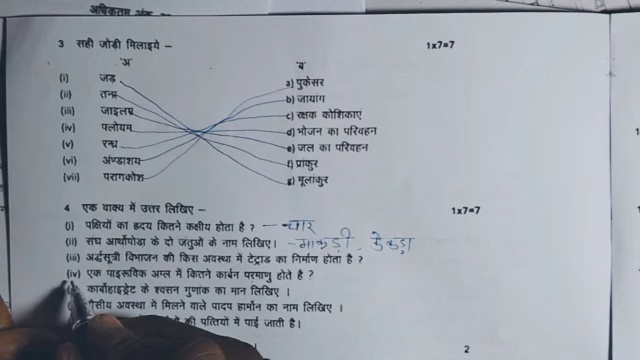 अधिकतम अंक
3 सही जोड़ी मिलाइये – 1x7=7
'अ' 'ब'
(i) जड़ a) पुंकेसर
(ii) तना b) जायांग
(iii) जाइलम c) रक्षक कोशिकाएं
(iv) फ्लोयम d) भोजन का परिवहन
(v) रन्ध्र e) जल का परिवहन
(vi) अंण्डाशय f) प्रांकुर
(vii) परागकोश g) मूलांकुर
4 एक वाक्य में उत्तर लिखिए – 1x7=7
(i) पक्षियों का ह्रदय कितने कक्षीय होता है ? – चार
(ii) संघ आर्थोपोडा के दो जंतुओ के नाम लिखिए। – माकड़ी, केकड़ा
(iii) अर्द्धसूत्री विभाजन की किस अवस्था में टेट्राड का निर्माण होता है ?
(iv) एक पाइरूविक अम्ल में कितने कार्बन परमाणु होते है ?
कार्बोहाइड्रेट के श्वसन गुणांक का मान लिखिए ।
गैसीय अवस्था में मिलने वाले पादप हार्मोन का नाम लिखिए ।
की पत्तियों में पाई जाती है।
2